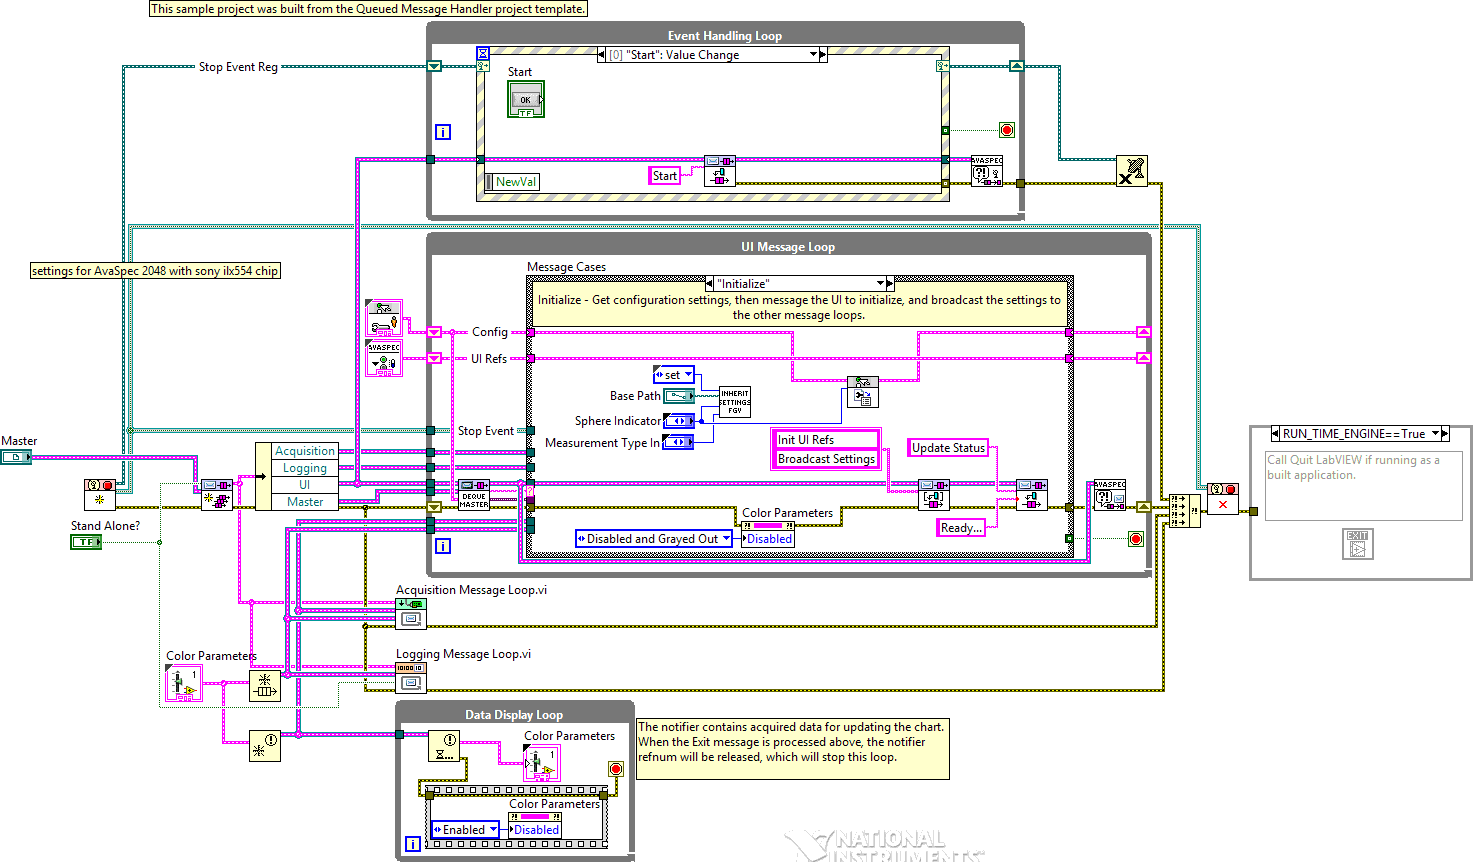 This sample project was built from the Queued Message Handler project template.
Event Handling Loop
[0] "Start": Value Change
Stop Event Reg
Start
OK
TF
i
Start
NewVal
AVASPEC
settings for AvaSpec 2048 with sony ilx554 chip
UI Message Loop
Message Cases
"Initialize"
Initialize - Get configuration settings, then message the UI to initialize, and broadcast the settings to
the other message loops.
Config
AVASPEC
UI Refs
set
Base Path
INHERIT
SETTINGS
FGV
Sphere Indicator
Measurement Type In
Stop Event
Init UI Refs
Broadcast Settings
Update Status
Master
Acquisition
Logging
UI
Master
DEQUE
MASTER
AVASPEC
Stand Alone?
TF
Color Parameters
Ready...
Disabled and Grayed Out
Disabled
i
RUN_TIME_ENGINE==True
Call Quit LabVIEW if running as a
built application.
EXIT
Acquisition Message Loop.vi
Logging Message Loop.vi
Color Parameters
1
Data Display Loop
Color Parameters
1
The notifier contains acquired data for updating the chart.
When the Exit message is processed above, the notifier
refnum will be released, which will stop this loop.
Color Parameters
Enabled
Disabled
i
NATIONAL
INSTRUMENTS